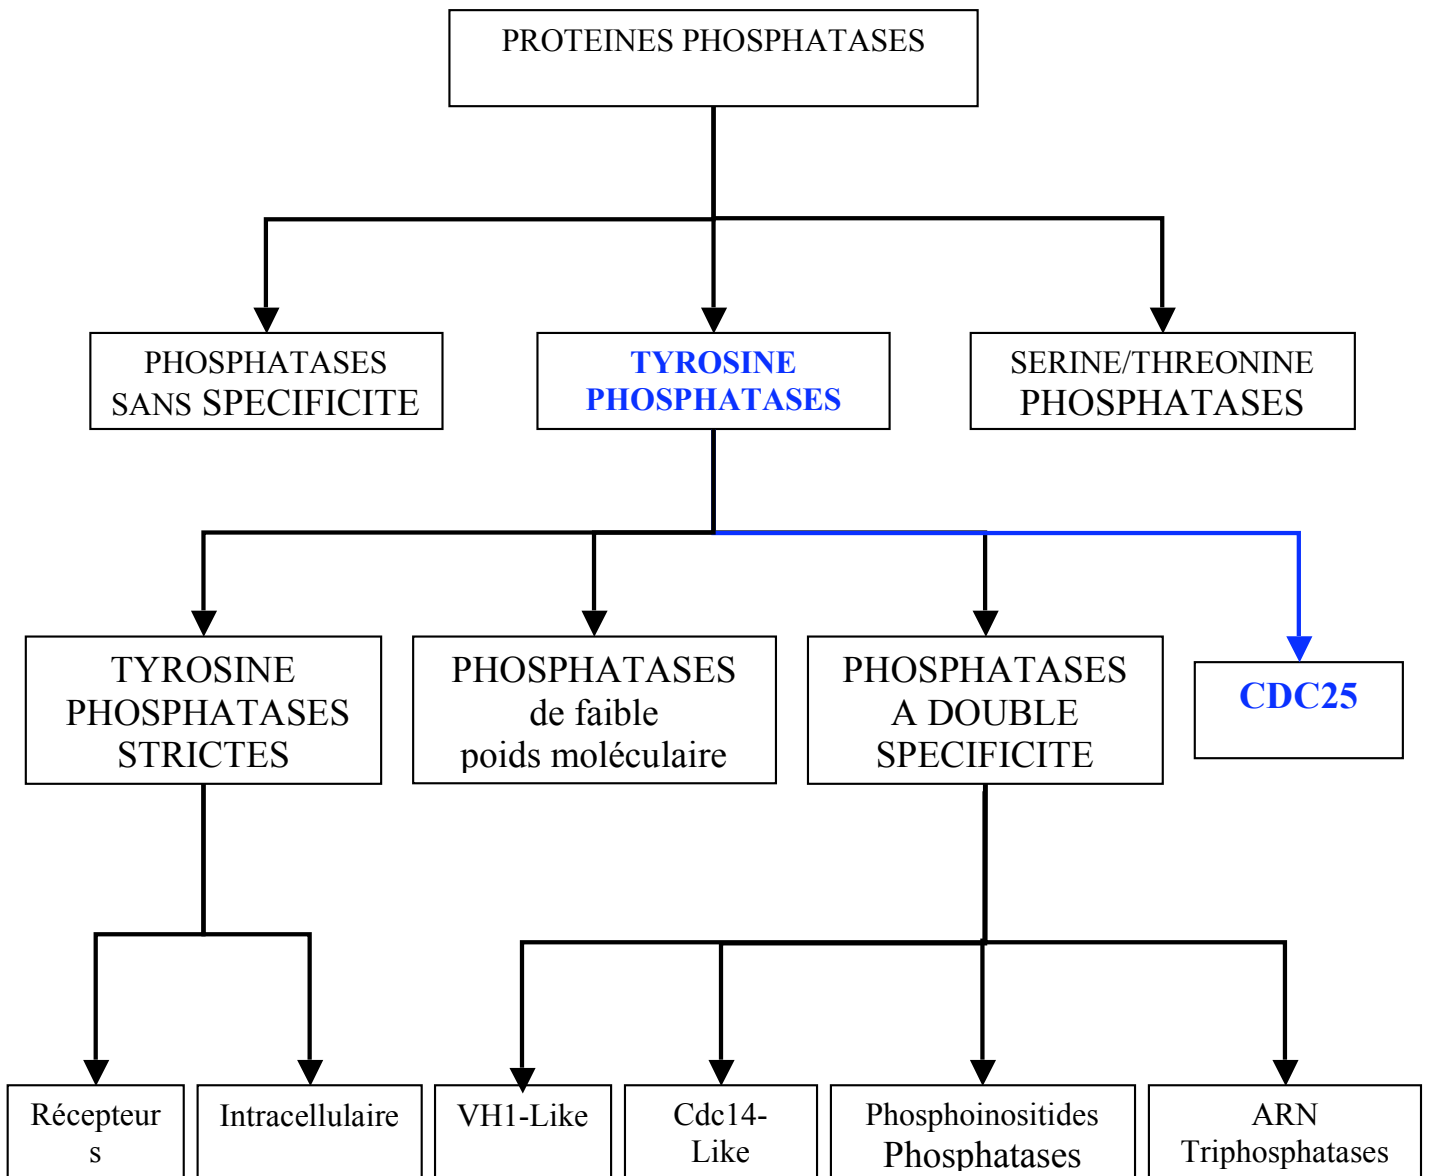 PROTEINES PHOSPHATASES
PHOSPHATASES
SANS SPECIFICITE
TYROSINE
PHOSPHATASES
SERINE/THREONINE
PHOSPHATASES
TYROSINE
PHOSPHATASES
STRICTES
PHOSPHATASES
de faible
poids moléculaire
PHOSPHATASES
A DOUBLE
SPECIFICITE
CDC25
Récepteur
s
Intracellulaire
VH1-Like
Cdc14-
Like
Phosphoinositides
Phosphatases
ARN
Triphosphatases